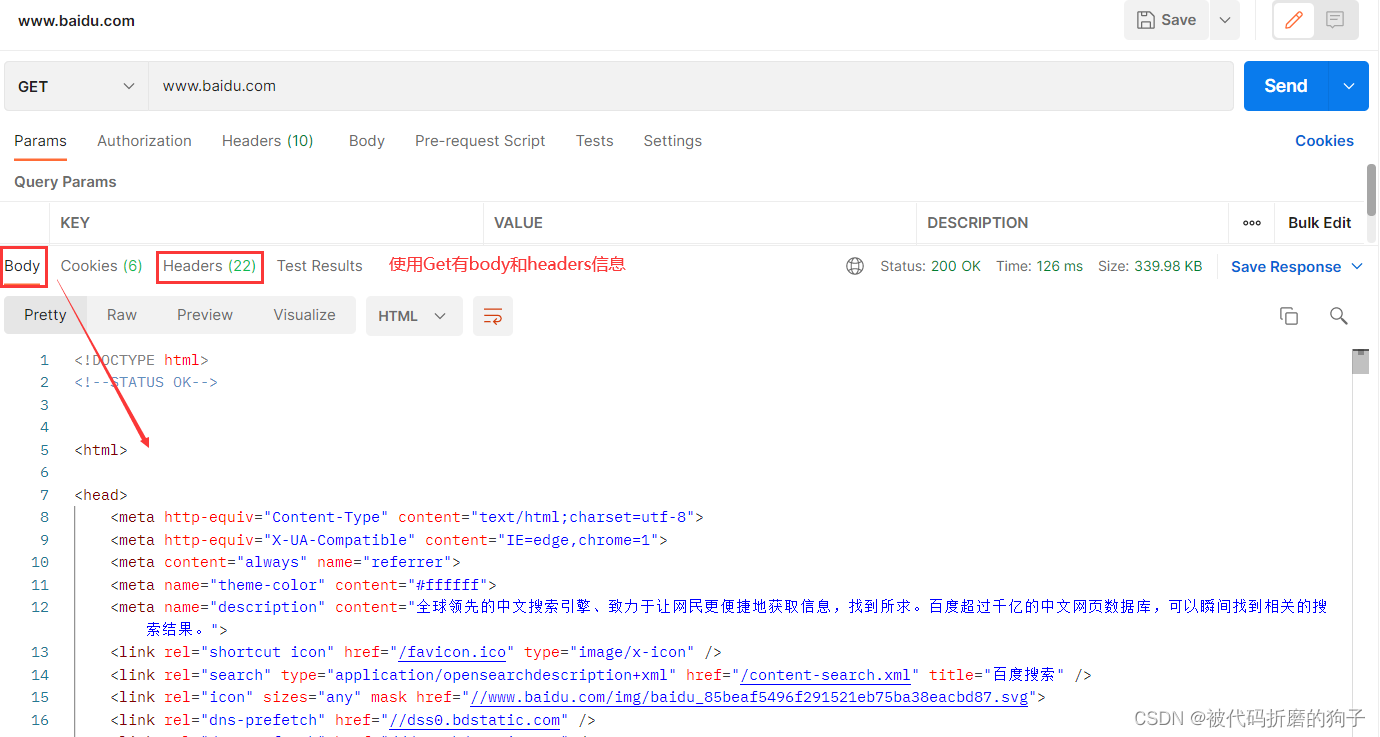 www.baidu.com
Save
GET
www.baidu.com
Send
Params Authorization Headers (10) Body Pre-request Script Tests Settings Cookies
Query Params
KEY VALUE DESCRIPTION ooo Bulk Edit
Body Cookies (6) Headers (22) Test Results 使用Get有body和headers信息 Status: 200 OK Time: 126 ms Size: 339.98 KB Save Response
Pretty Raw Preview Visualize HTML
1 <!DOCTYPE html>
2 <!--STATUS OK-->
3
4
5 <html>
6
7 <head>
8 <meta http-equiv="Content-Type" content="text/html;charset=utf-8">
9 <meta http-equiv="X-UA-Compatible" content="IE=edge,chrome=1">
10 <meta content="always" name="referrer">
11 <meta name="theme-color" content="#ffffff">
12 <meta name="description" content="全球领先的中文搜索引擎、致力于让网民更便捷地获取信息，找到所求。百度超过千亿的中文网页数据库，可以瞬间找到相关的搜
索结果。">
13 <link rel="shortcut icon" href="/favicon.ico" type="image/x-icon" />
14 <link rel="search" type="application/opensearchdescription+xml" href="/content-search.xml" title="百度搜索" />
15 <link rel="icon" sizes="any" mask href="//www.baidu.com/img/baidu_85beaf5496f291521eb75ba38eacbd87.svg">
16 <link rel="dns-prefetch" href="//dss0.bdstatic.com" />
CSDN @被代码折磨的狗子